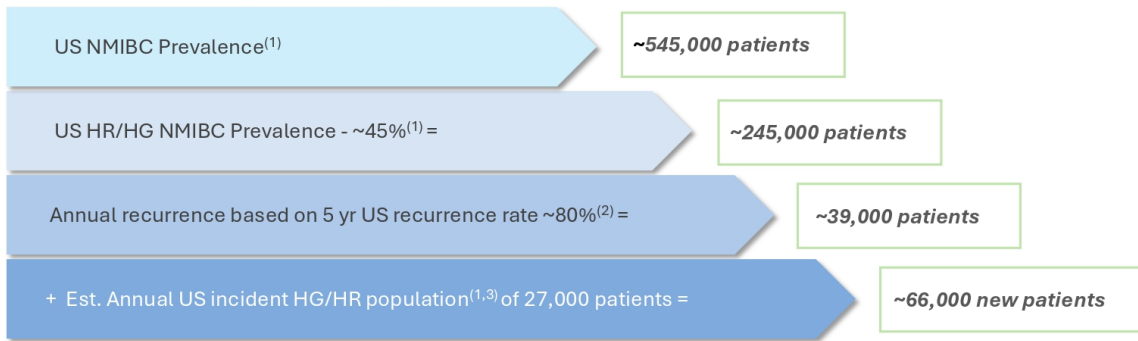 US NMIBC Prevalence(1)
~545,000 patients
US HR/HG NMIBC Prevalence - ~45%(1) =
~245,000 patients
Annual recurrence based on 5 yr US recurrence rate ~80%(2) =
~39,000 patients
+ Est. Annual US incident HG/HR population(1,3) of 27,000 patients =
~66,000 new patients